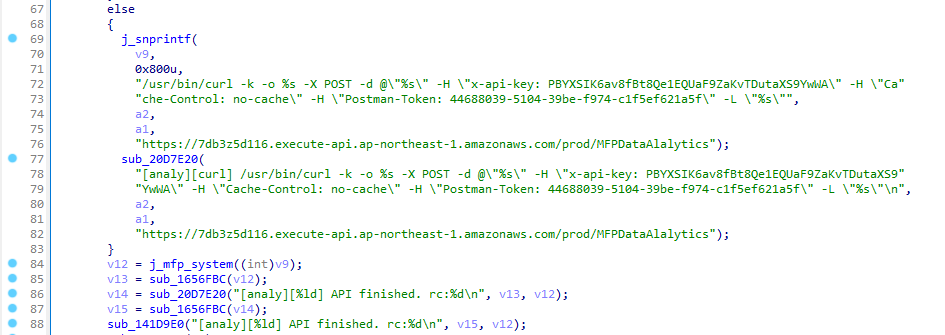 67 else
68 {
69 j_snprintf(
70 v9,
71 0x800u,
72 "/usr/bin/curl -k -o %s -X POST -d @\"%s\" -H \"x-api-key: PBYXSIK6av8fBt8Qe1EQUaF9ZaKvTDutaXS9YwWA\" -H \"Ca"
73 "che-Control: no-cache\" -H \"Postman-Token: 44688039-5104-39be-f974-c1f5ef621a5f\" -L \"%s\"",
74 a2,
75 a1,
76 "https://7db3z5d116.execute-api.ap-northeast-1.amazonaws.com/prod/MFPDataAlalytics");
77 sub_20D7E20(
78 "[analy][curl] /usr/bin/curl -k -o %s -X POST -d @\"%s\" -H \"x-api-key: PBYXSIK6av8fBt8Qe1EQUaF9ZaKvTDutaXS9"
79 "YwWA\" -H \"Cache-Control: no-cache\" -H \"Postman-Token: 44688039-5104-39be-f974-c1f5ef621a5f\" -L \"%s\"\n",
80 a2,
81 a1,
82 "https://7db3z5d116.execute-api.ap-northeast-1.amazonaws.com/prod/MFPDataAlalytics");
83 }
84 v12 = j_mfp_system((int)v9);
85 v13 = sub_1656FBC(v12);
86 v14 = sub_20D7E20("[analy][%ld] API finished. rc:%d\n", v13, v12);
87 v15 = sub_1656FBC(v14);
88 sub_141D9E0("[analy][%ld] API finished. rc:%d\n", v15, v12);